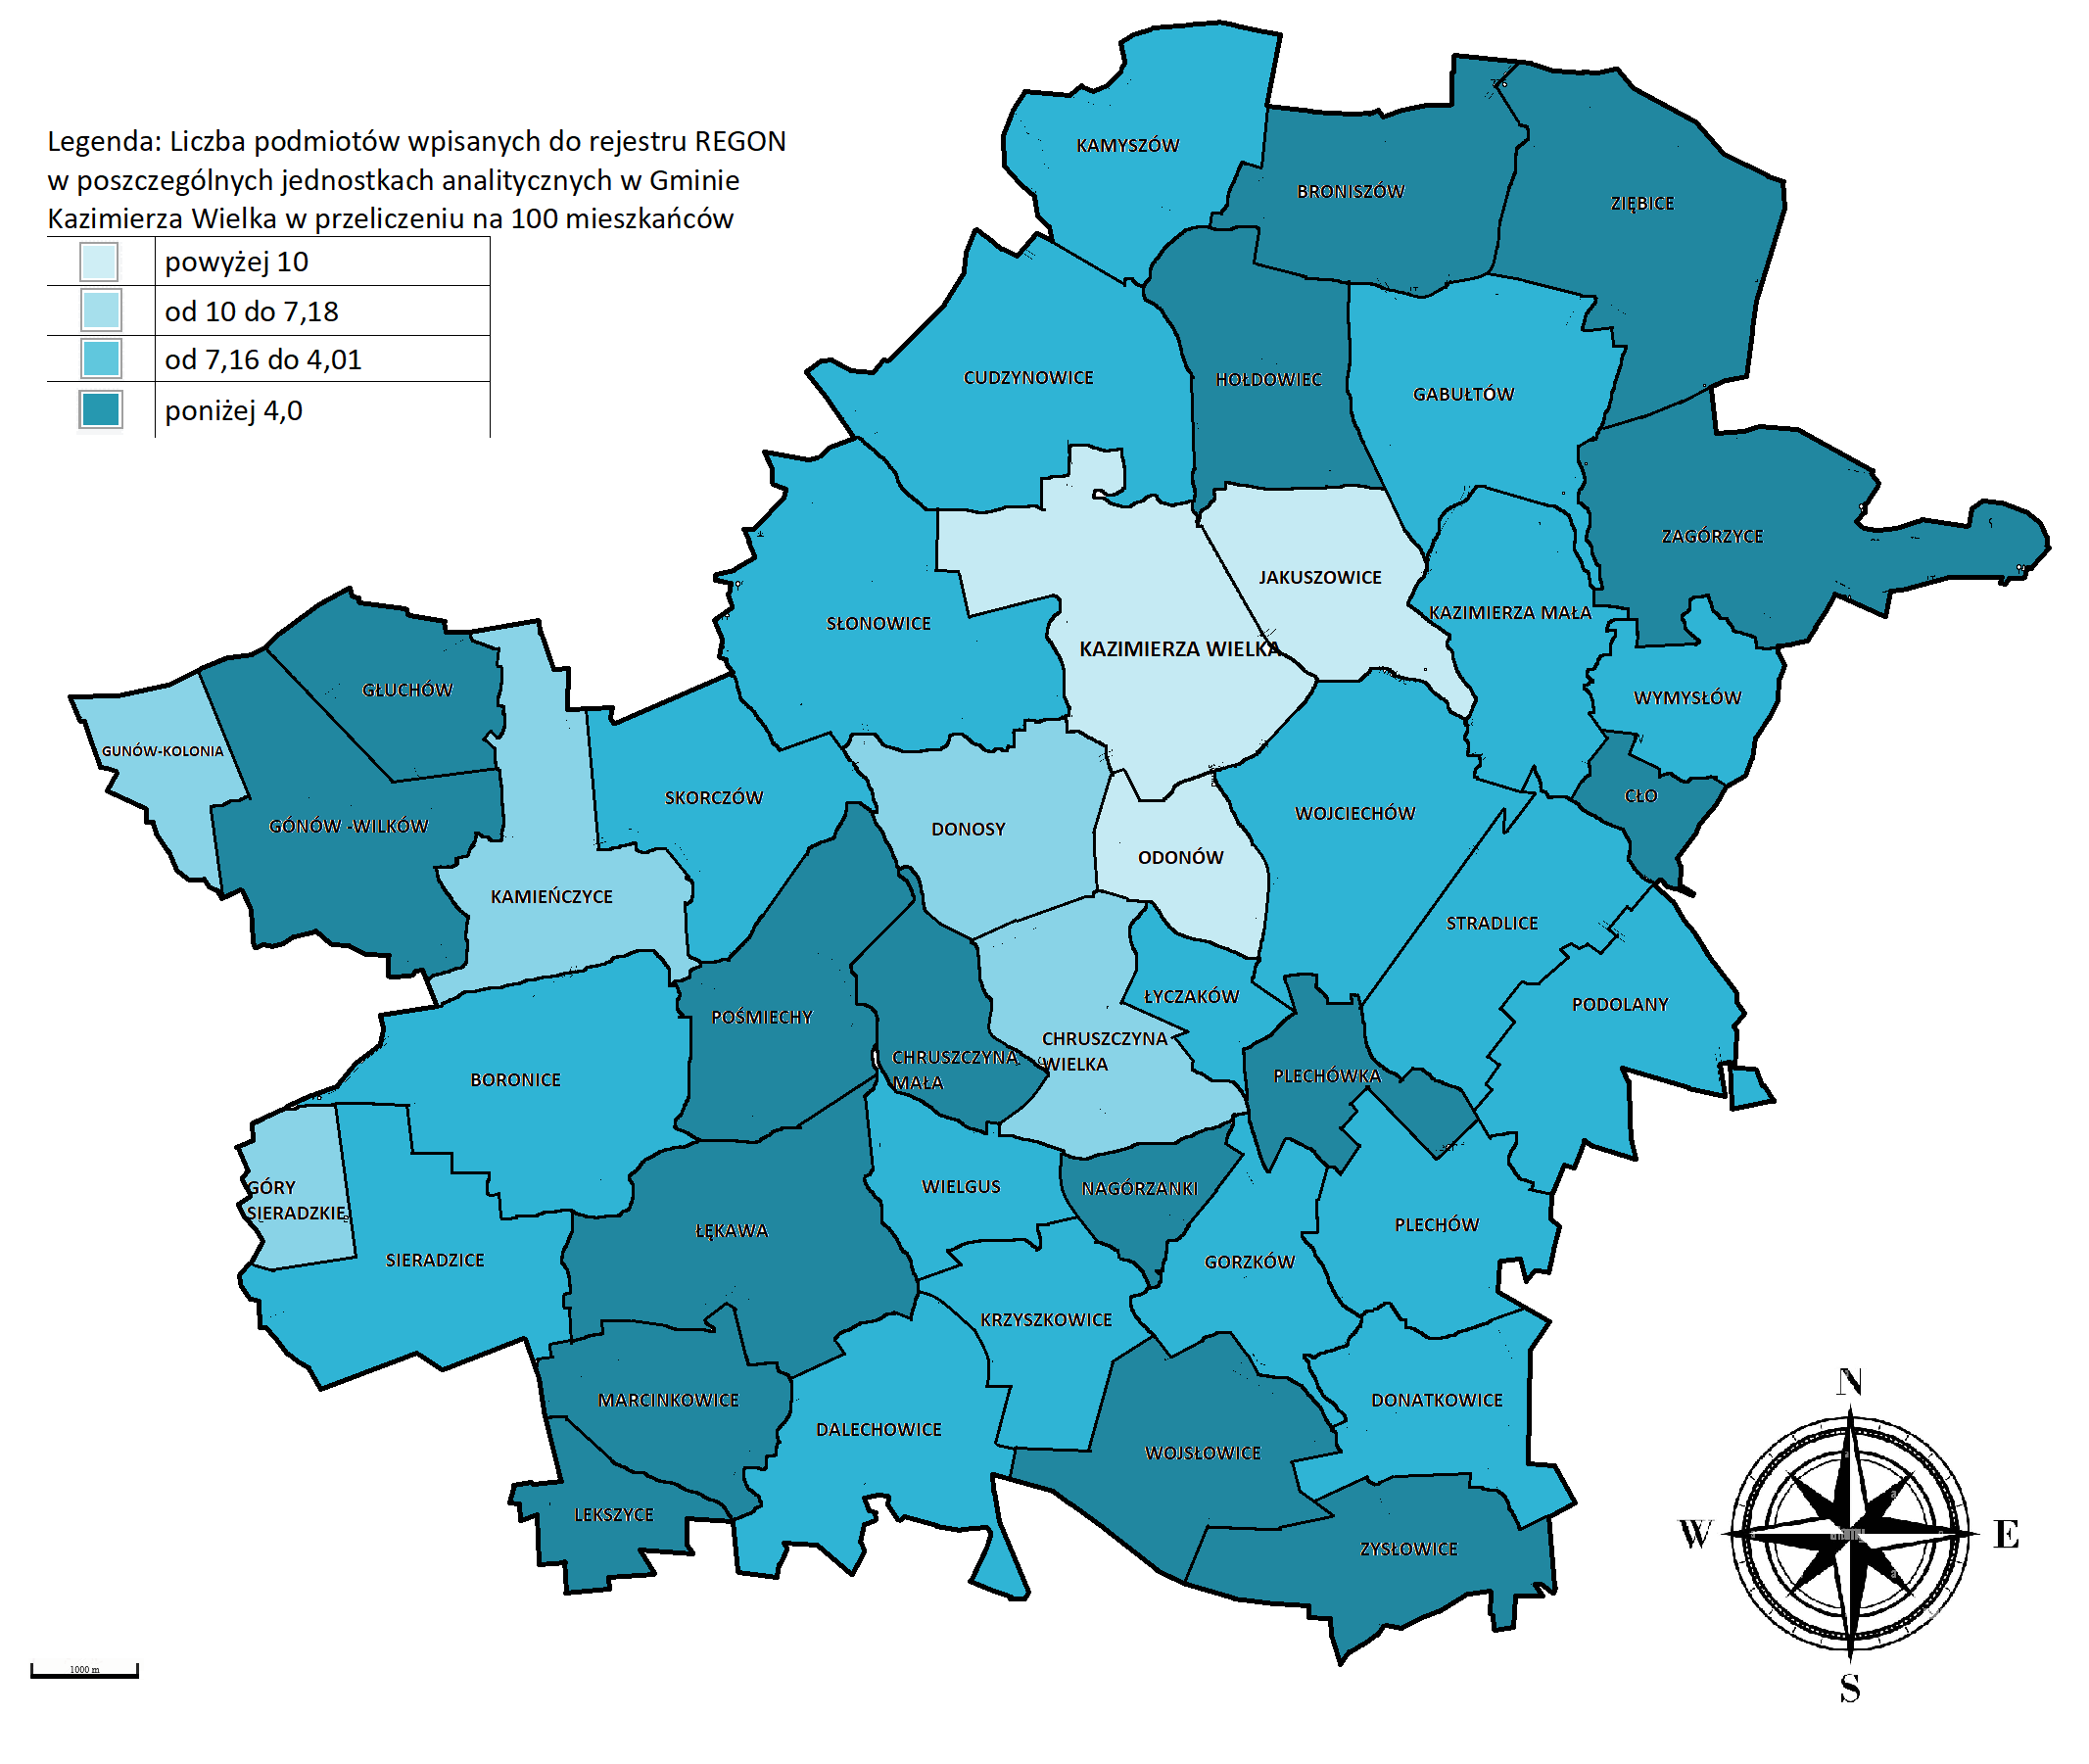 Legenda: Liczba podmiotów wpisanych do rejestru REGON
w poszczególnych jednostkach analitycznych w Gminie
Kazimierza Wielka w przeliczeniu na 100 mieszkańców
powyżej 10
od 10 do 7,18
od 7,16 do 4,01
poniżej 4,0
KAMYSZÓW
BRONISZÓW
ZIĘBICE
CUDZYNOWICE
HOŁDOWIEC
GABUŁTÓW
ZAGÓRZYCE
JAKUSZOWICE
KAZIMIERZA MAŁA
SŁONOWICE
KAZIMIERZA WIELKA
WYMYSŁÓW
GŁUCHÓW
GUNÓW-KOLONIA
SKORCZÓW
CŁO
WOJCIECHÓW
GÓNÓW -WILKÓW
DONOSY
ODONÓW
KAMIEŃCZYCE
STRADLICE
ŁYCZAKÓW
PODOLANY
POŚMIECHY
CHRUSZCZYNA
WIELKA
CHRUSZCZYNA
MAŁA
PLECHÓWKA
BORONICE
GÓRY
SIERADZKIE
WIELGUS
NAGÓRZANKI
PLECHÓW
ŁĘKAWA
SIERADZICE
GORZKÓW
KRZYSZKOWICE
MARCINKOWICE
DONATKOWICE
DALECHOWICE
WOJSŁOWICE
LEKSZYCE
ZYSŁOWICE
N
W
E
S
1000 m